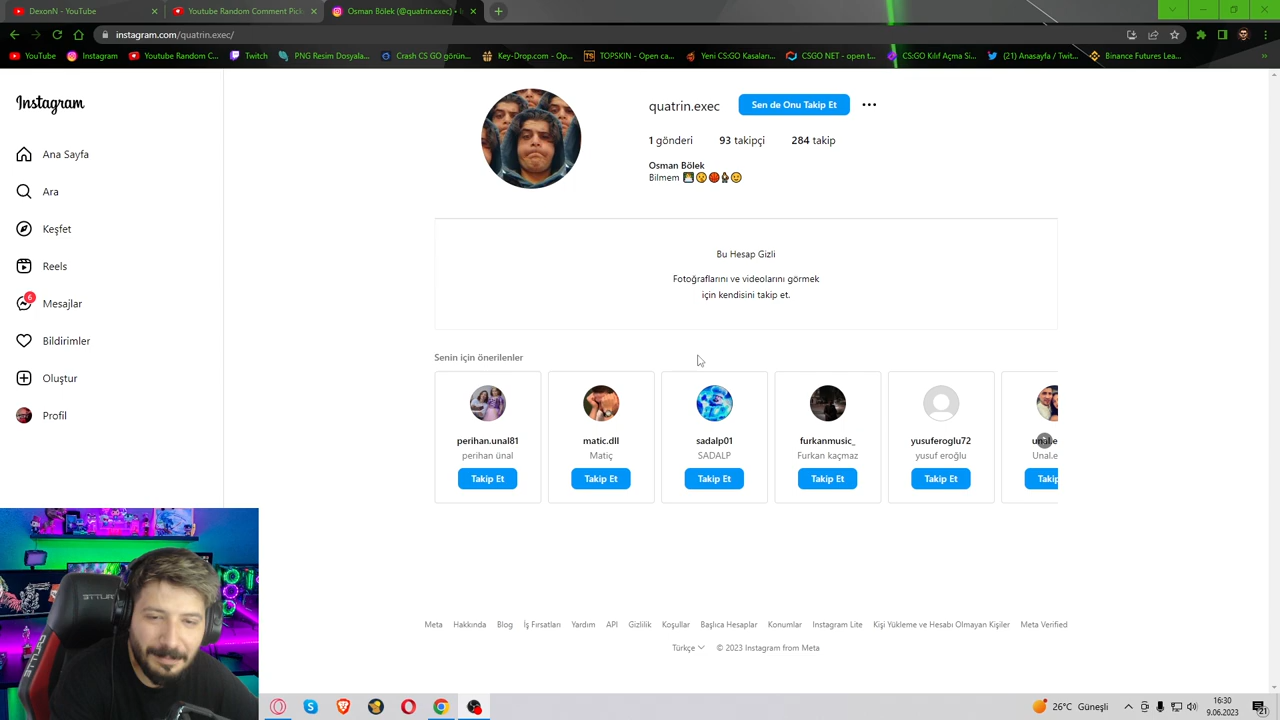 DexonN - YouTube
Youtube Random Comment Pick
Osman Bölek (@quatrin.exec) • t
instagram.com/quatrin.exec/
YouTube
Instagram
Youtube Random C...
Twitch
PNG Resim Dosyala...
Crash CS GO görün...
Key-Drop.com - Op...
TOPSKIN - Open ca...
Yeni CS:GO Kasaları...
CSGO NET - open t...
CS:GO Kılıf Açma Si...
(21) Anasayfa / Twit...
Binance Futures Lea...
Instagram
Ana Sayfa
Ara
Keşfet
Reels
6
Mesajlar
Bildirimler
Oluştur
Profil
quatrin.exec
Sen de Onu Takip Et
1 gönderi
93 takipçi
284 takip
Osman Bölek
Bilmem
Bu Hesap Gizli
Fotoğraflarını ve videolarını görmek
için kendisini takip et.
Senin için önerilenler
perihan.unal81
perihan ünal
Takip Et
matic.dll
Matiç
Takip Et
sadalp01
SADALP
Takip Et
furkanmusic_
Furkan kaçmaz
Takip Et
yusuferoglu72
yusuf eroğlu
Takip Et
unal.e
Unal.e
Takip
Meta
Hakkında
Blog
İş Fırsatları
Yardım
API
Gizlilik
Koşullar
Başlıca Hesaplar
Konumlar
Instagram Lite
Kişi Yükleme ve Hesabı Olmayan Kişiler
Meta Verified
Türkçe
© 2023 Instagram from Meta
26°C Güneşli
16:30
9.06.2023
21